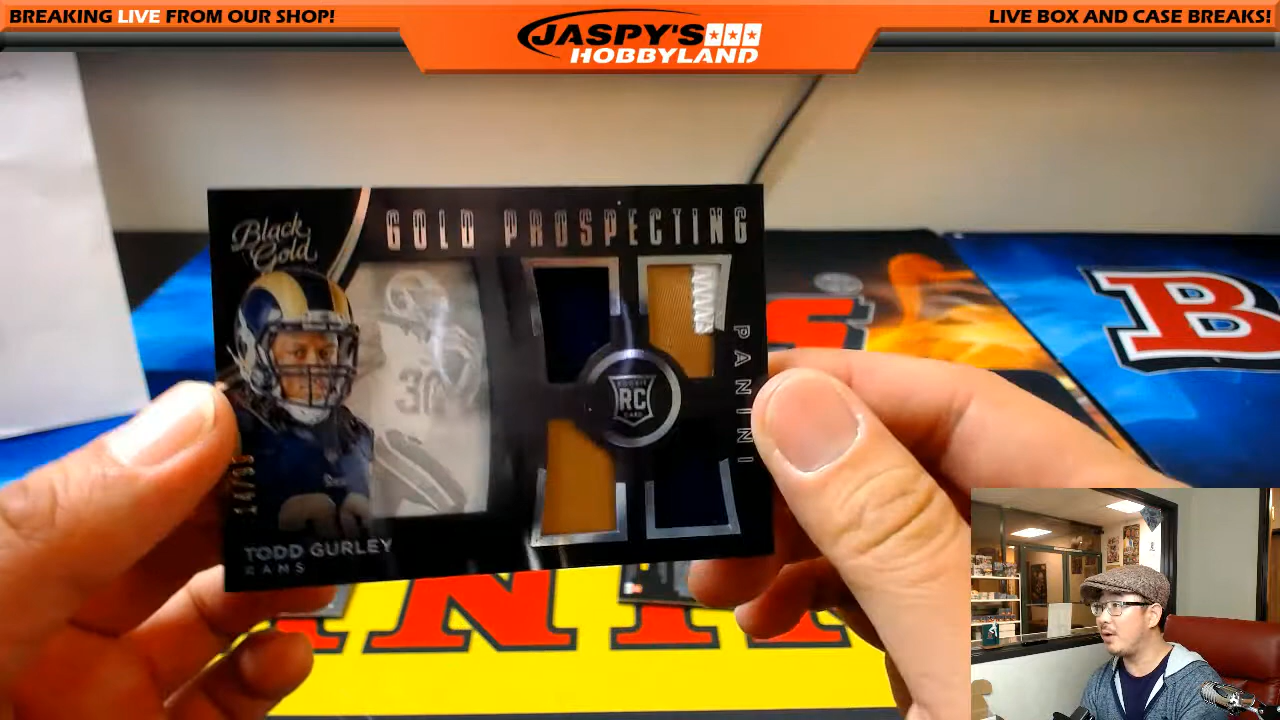 BREAKING LIVE FROM OUR SHOP!
JASPY'S
HOBBYLAND
LIVE BOX AND CASE BREAKS!
Black
Gold
GOLD PROSPECTING
PANINI
30
ROOKIE
RC
CARD
TODD GURLEY
RAMS
B